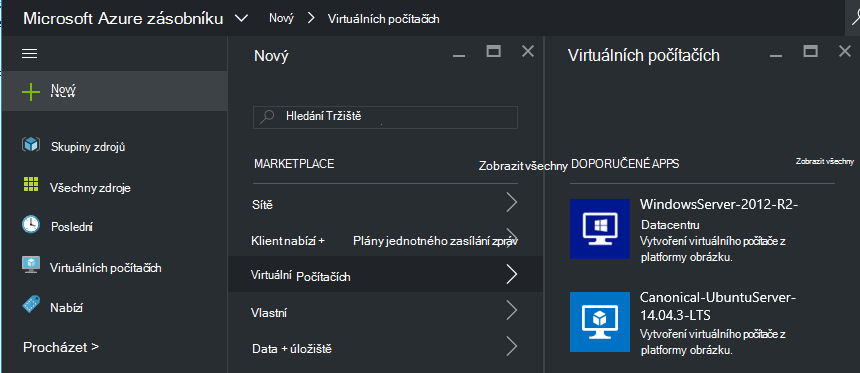 Microsoft Azure zásobníku Nový Virtuálních počítačích
Nový
Skupiny zdrojů
Všechny zdroje
Poslední
Virtuálních počítačích
Nabízí
Procházet >
Nový
Hledání Tržiště
MARKETPLACE Zobrazit všechny
Sítě
Klient nabízí + Plány jednotného zasílání zpráv
Virtuální Počítačích
Vlastní
Data + úložiště
Virtuálních počítačích
DOPORUČENÉ APPS Zobrazit všechny
WindowsServer-2012-R2-
Datacentru
Vytvoření virtuálního počítače z
platformy obrázku.
Canonical-UbuntuServer-
14.04.3-LTS
Vytvoření virtuálního počítače z
platformy obrázku.